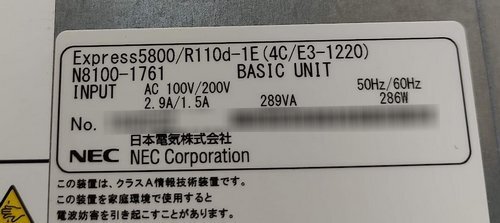 Express5800/R110d-1E(4C/E3-1220)
N8100-1761 BASIC UNIT
INPUT AC 100V/200V 50Hz/60Hz
2.9A/1.5A 289VA 286W
No.
日本電気株式会社
NEC NEC Corporation
この装置は、クラスA情報技術装置です。
この装置を家庭環境で使用すると
電波妨害を引き起こすことがあります。